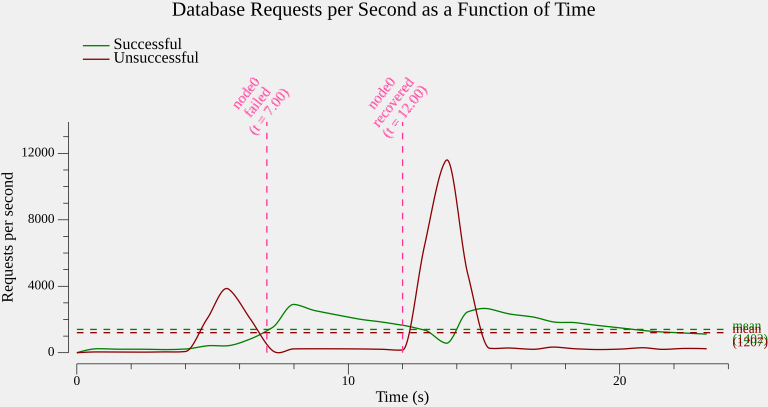 Database Requests per Second as a Function of Time
Successful
Unsuccessful
node0
failed
(t = 7.00)
node0
recovered
(t = 12.00)
12000
8000
4000
0
Requests per second
mean
(1402)
mean
(1207)
0
10
20
Time (s)